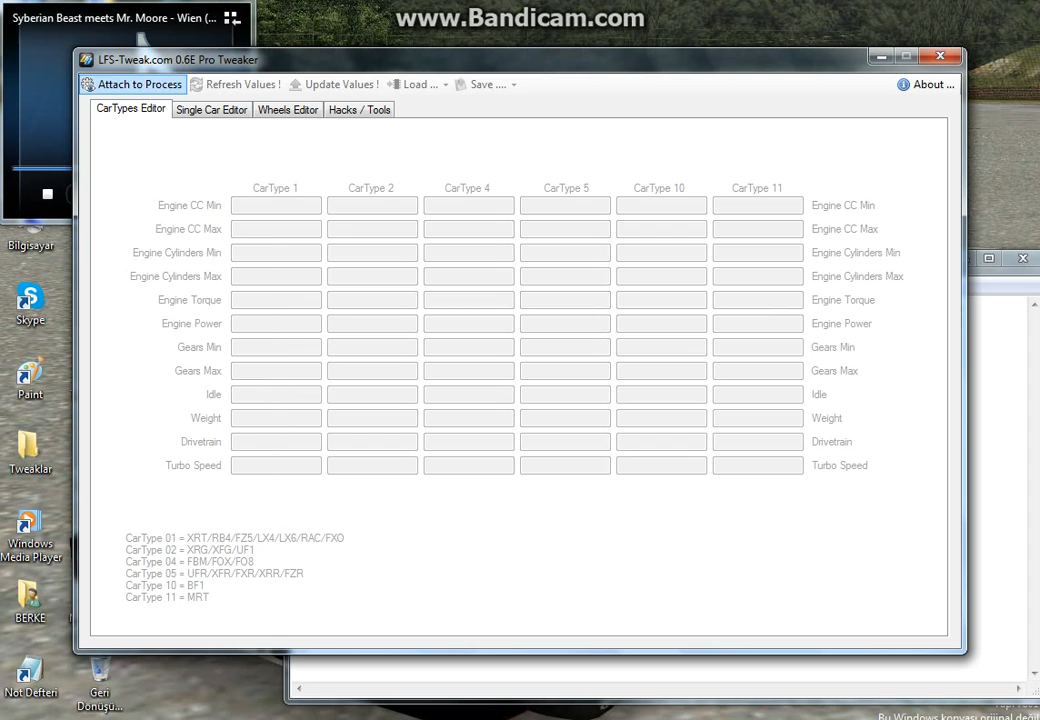 www.Bandicam.com
Syberian Beast meets Mr. Moore - Wien (...
LFS-Tweak.com 0.6E Pro Tweaker
Attach to Process Refresh Values ! Update Values ! Load ... Save .... About ...
CarTypes Editor Single Car Editor Wheels Editor Hacks / Tools
CarType 1 CarType 2 CarType 4 CarType 5 CarType 10 CarType 11
Engine CC Min Engine CC Min
Engine CC Max Engine CC Max
Engine Cylinders Min Engine Cylinders Min
Engine Cylinders Max Engine Cylinders Max
Engine Torque Engine Torque
Engine Power Engine Power
Gears Min Gears Min
Gears Max Gears Max
Idle Idle
Weight Weight
Drivetrain Drivetrain
Turbo Speed Turbo Speed
CarType 01 = XRT/RB4/FZ5/LX4/LX6/RAC/FXO
CarType 02 = XRG/XFG/UF1
CarType 04 = FBM/FOX/FO8
CarType 05 = UFR/XFR/FXR/XRR/FZR
CarType 10 = BF1
CarType 11 = MRT
Bilgisayar
Skype
Paint
Tweaklar
Windows
Media Player
BERKE
Not Defteri
Geri
Dönüşü...
Bu Windows kopyası orijinal değil